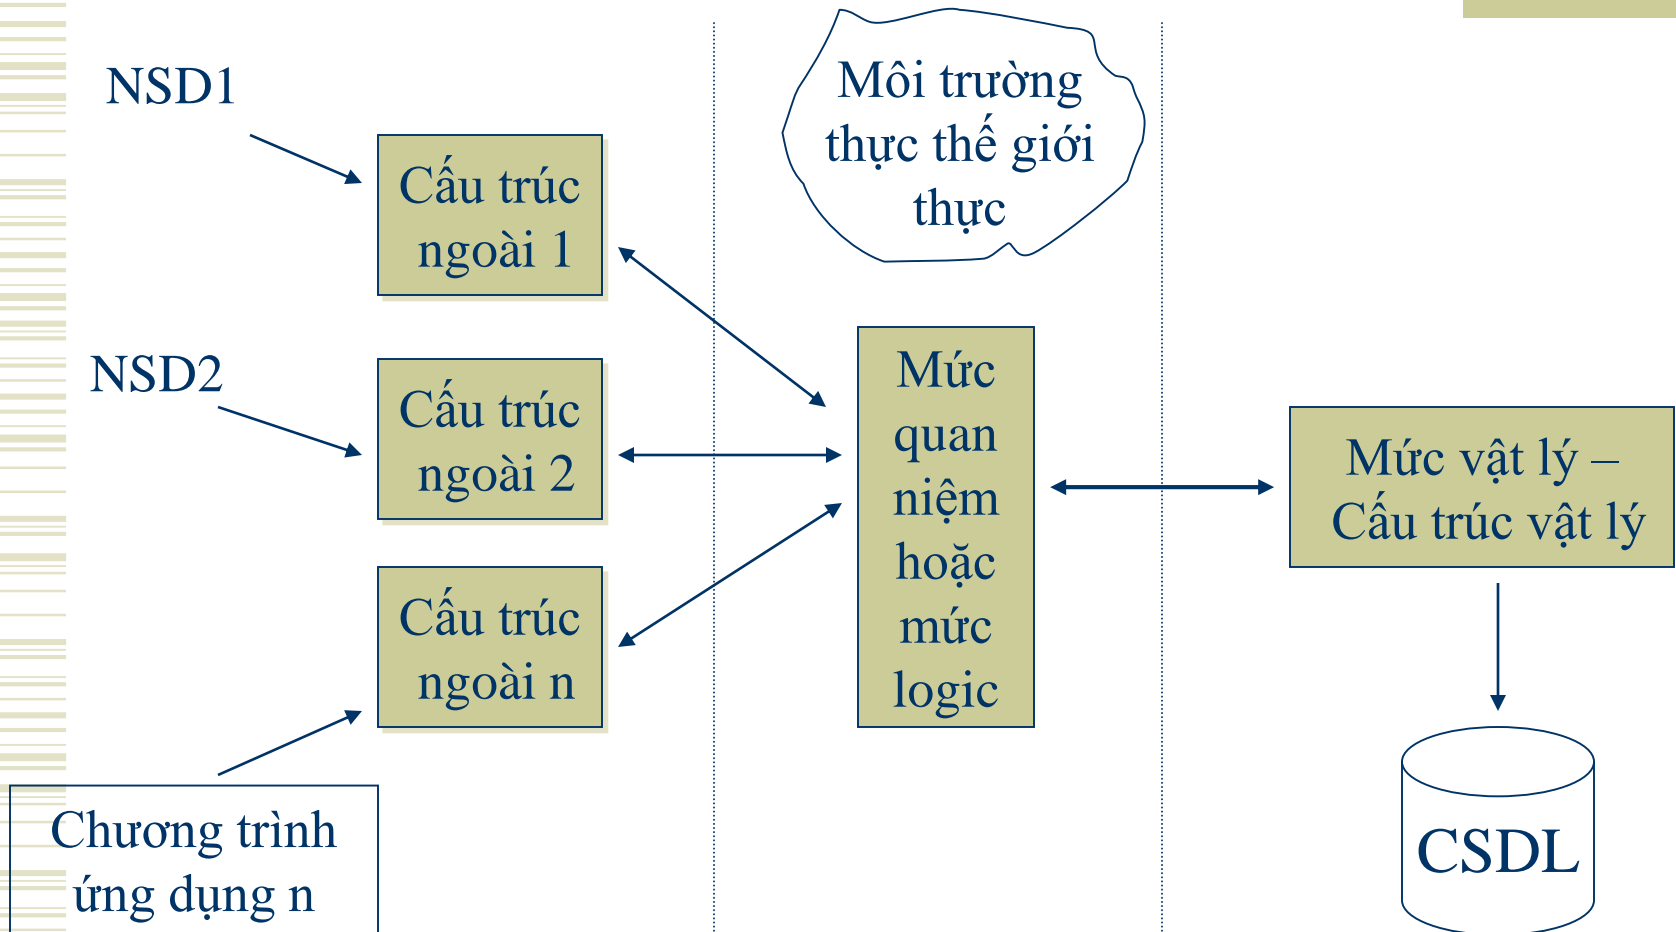 NSD1
Cấu trúc
ngoài 1
NSD2
Cấu trúc
ngoài 2
Cấu trúc
ngoài n
Chương trình
ứng dụng n
Môi trường
thực thế giới
thực
Mức
quan
niệm
hoặc
mức
logic
Mức vật lý –
Cấu trúc vật lý
CSDL